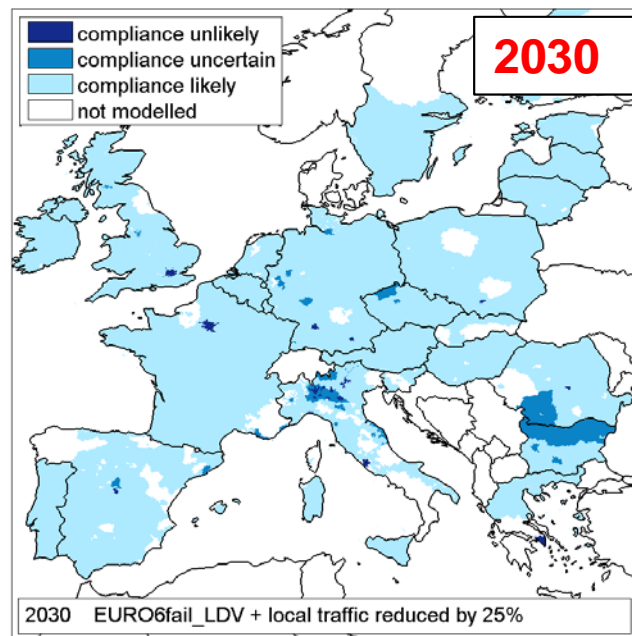 compliance unlikely
compliance uncertain
compliance likely
not modelled
2030
2030 EURO6fail_LDV + local traffic reduced by 25%